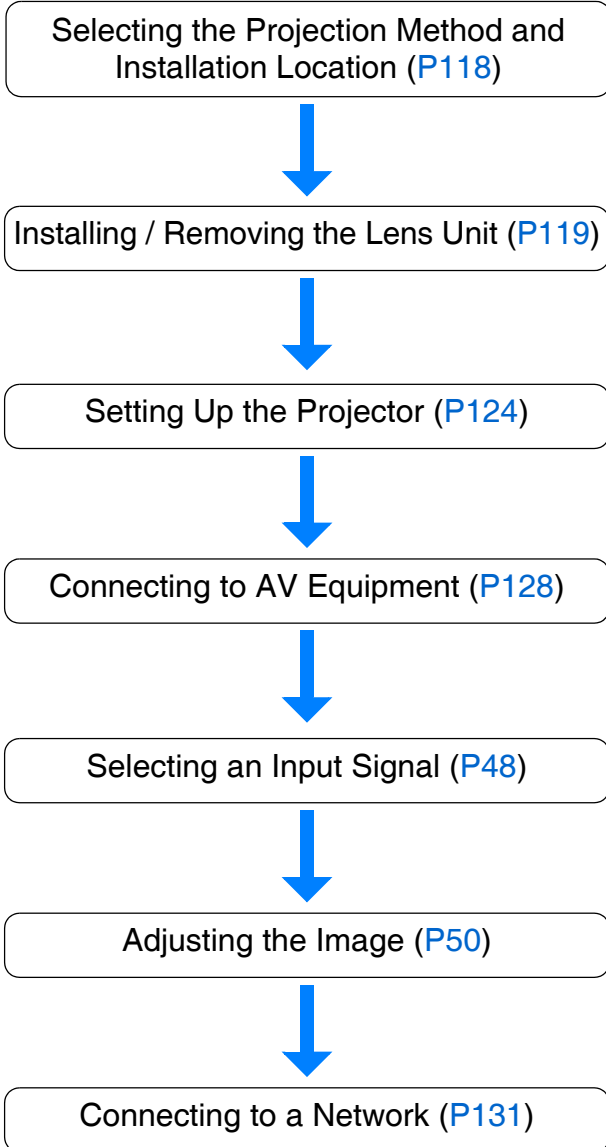 Selecting the Projection Method and
Installation Location (P118)
Installing / Removing the Lens Unit (P119)
Setting Up the Projector (P124)
Connecting to AV Equipment (P128)
Selecting an Input Signal (P48)
Adjusting the Image (P50)
Connecting to a Network (P131)